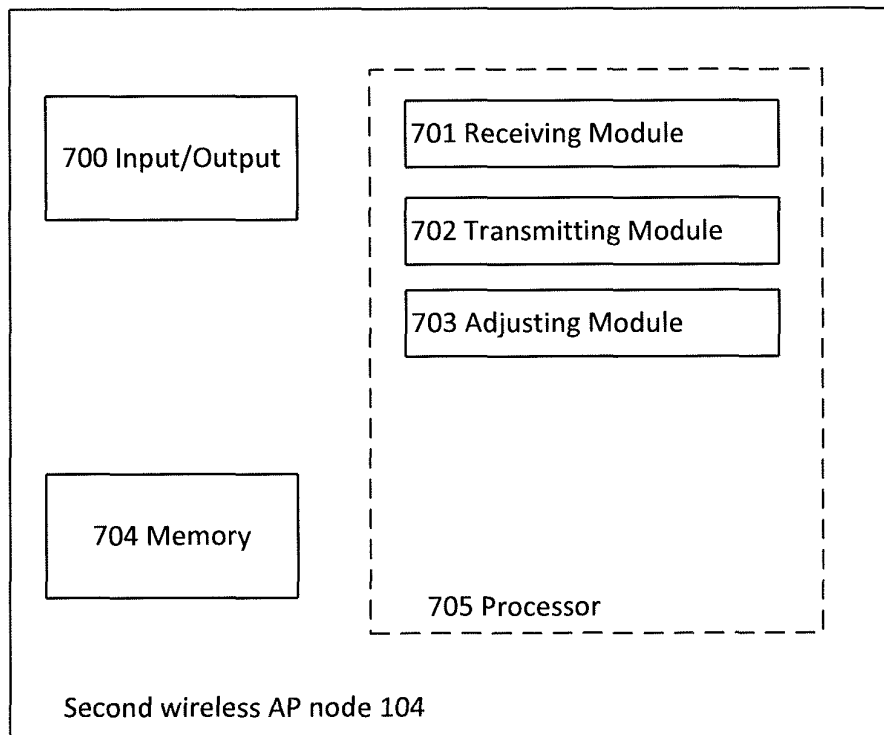 700 Input/Output
701 Receiving Module
702 Transmitting Module
703 Adjusting Module
704 Memory
705 Processor
Second wireless AP node 104